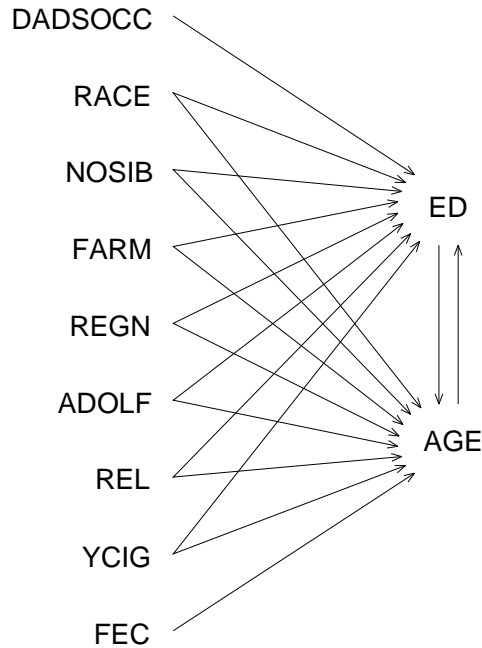 DADSOCC
RACE
NOSIB
ED
FARM
REGN
ADOLF
AGE
REL
YCIG
FEC